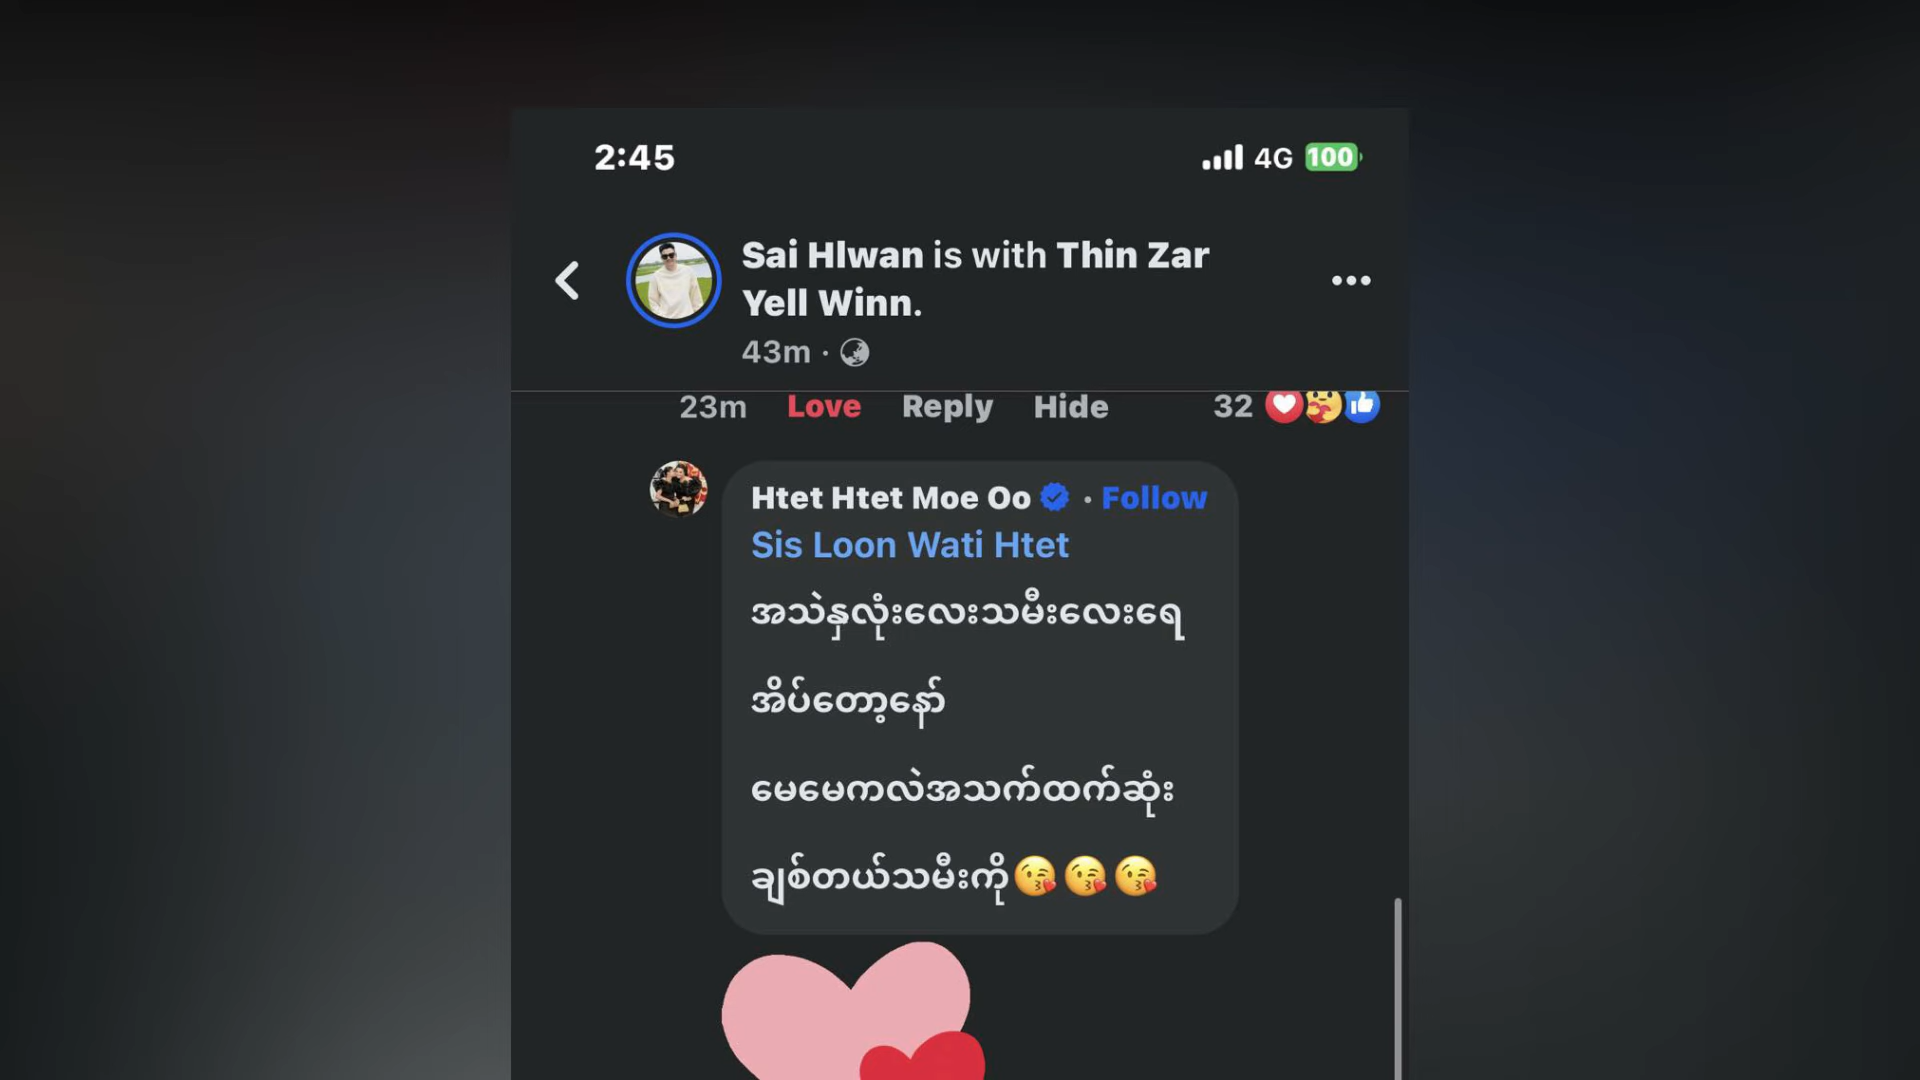 2:45
4G 100
Sai Hlwan is with Thin Zar
Yell Winn.
43m ·
23m Love Reply Hide 32
Htet Htet Moe Oo · Follow
Sis Loon Wati Htet
အသဲနှလုံးလေးသမီးလေးရေ
အိပ်တော့နော်
မေမေကလဲအသက်ထက်ဆုံး
ချစ်တယ်သမီးကို😘😘😘